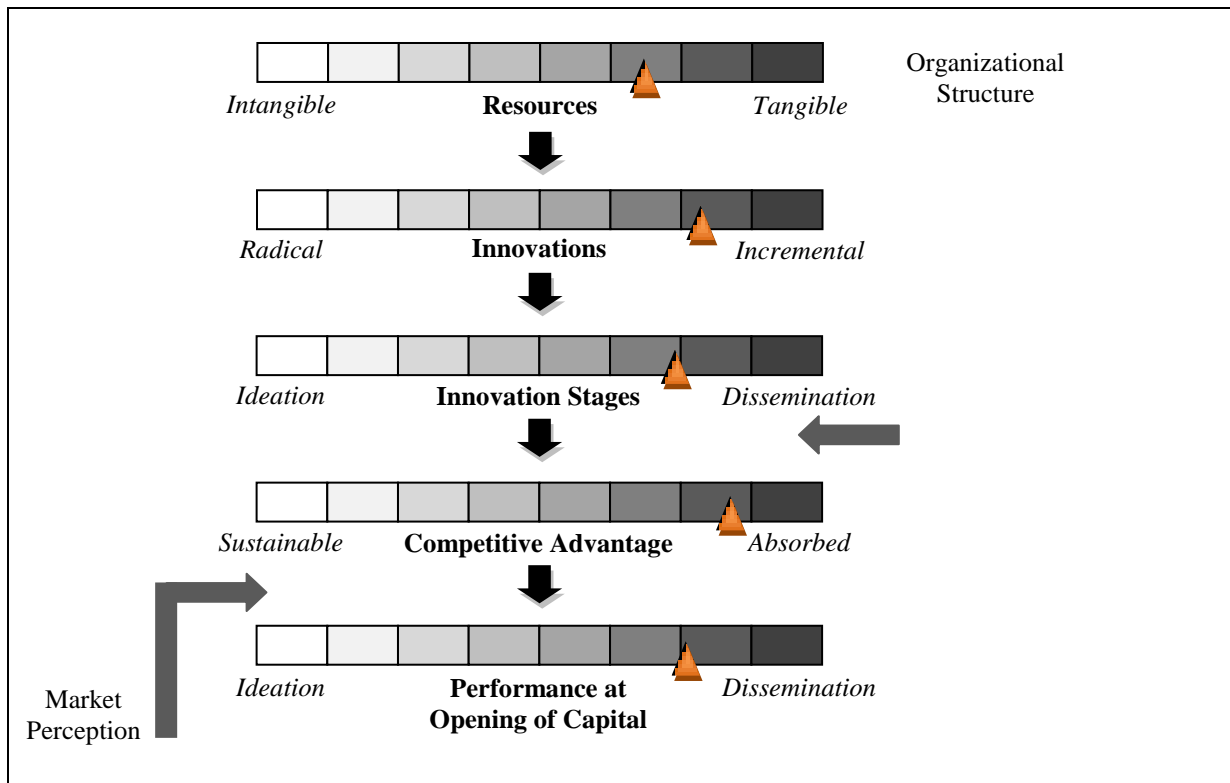 Organizational
Structure
Intangible Resources Tangible
Radical Innovations Incremental
Ideation Innovation Stages Dissemination
Sustainable Competitive Advantage Absorbed
Ideation Performance at Dissemination
Opening of Capital
Market
Perception